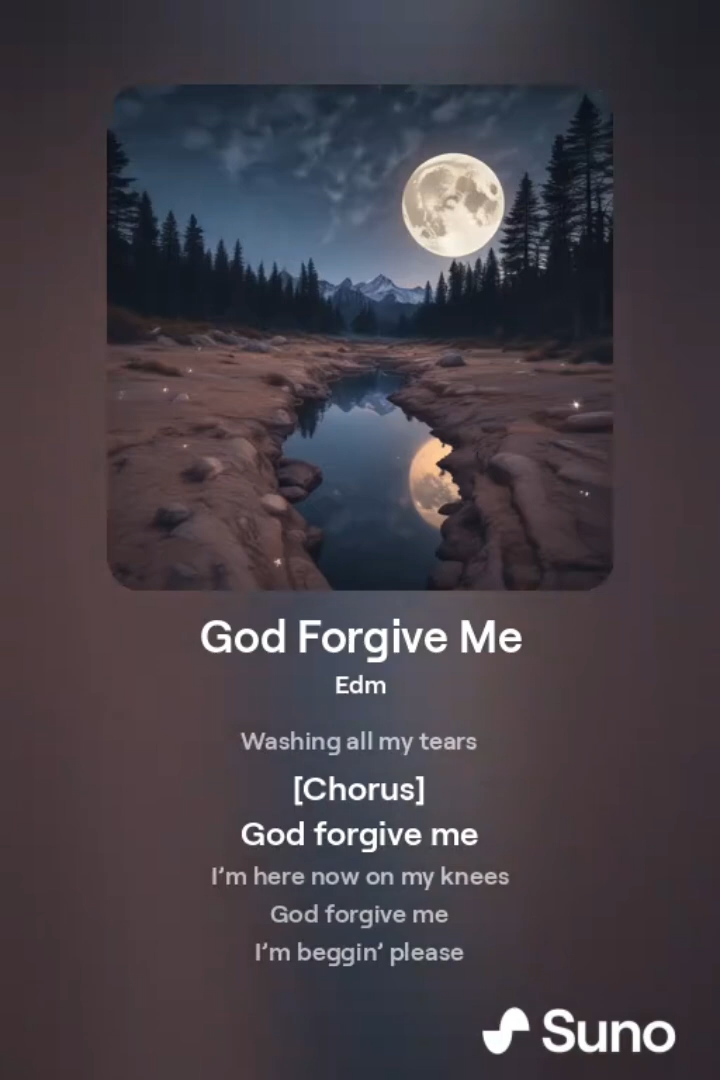 God Forgive Me
Edm
Washing all my tears
[Chorus]
God forgive me
I’m here now on my knees
God forgive me
I’m beggin’ please
Suno